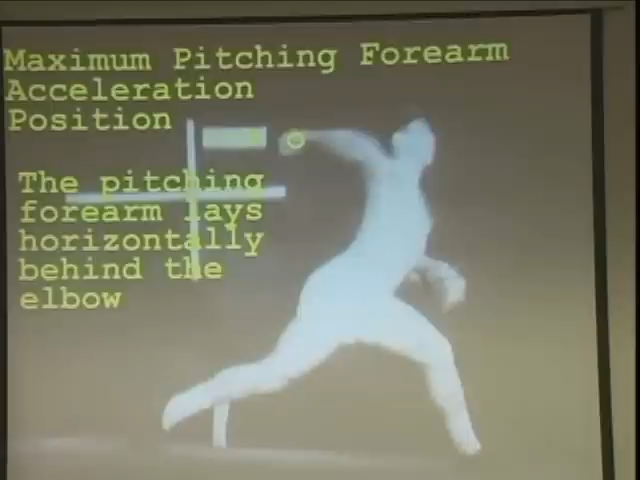 Maximum Pitching Forearm
Acceleration
Position
The pitching
forearm lays
horizontally
behind the
elbow